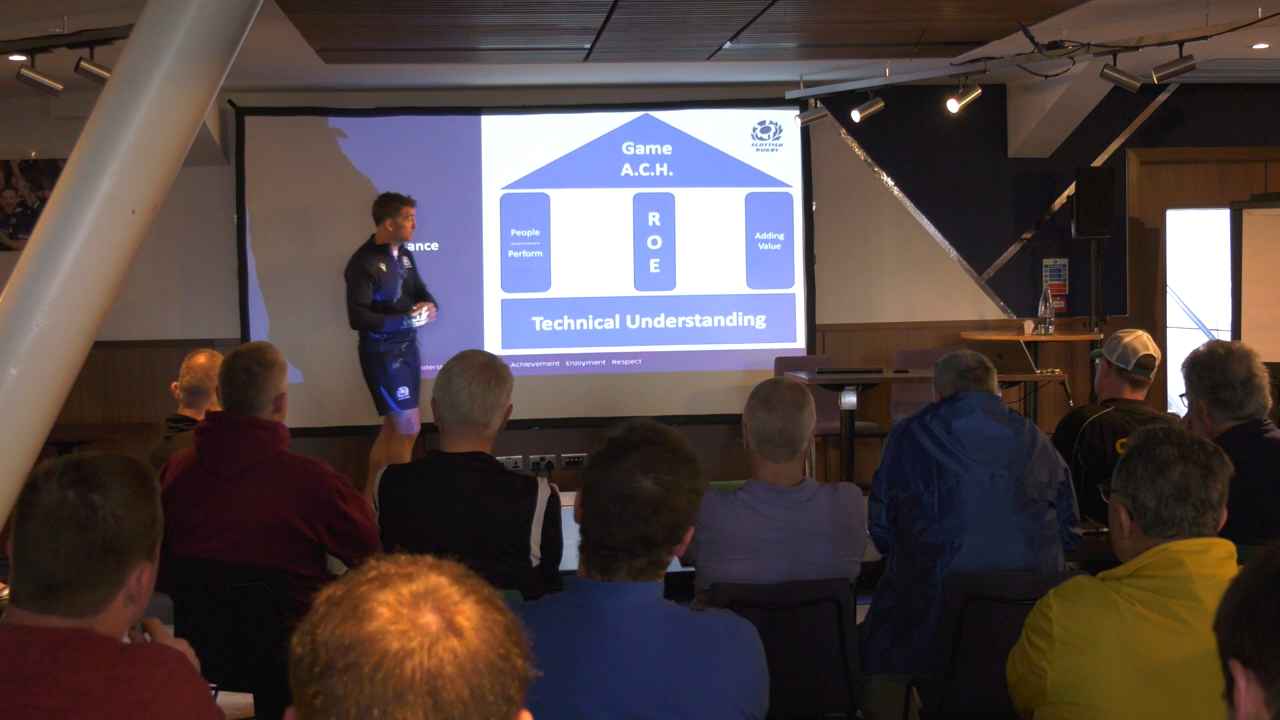 Game
A.C.H.
SCOTTISH
RUGBY
People
Perform
R
O
E
Adding
Value
ance
Technical Understanding
Achievement . Enjoyment . Respect